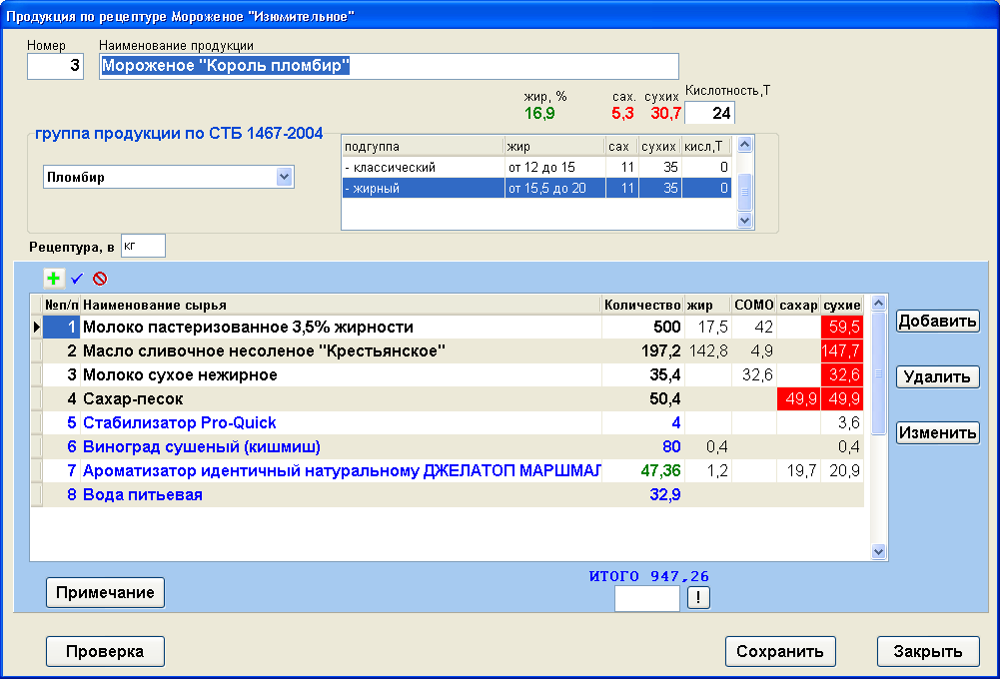 Продукция по рецептуре Мороженое "Изюмительное"
Номер Наименование продукции
3 Мороженое "Король пломбир"
жир, % сах. сухих Кислотность,Т
16,9 5,3 30,7 24
группа продукции по СТБ 1467-2004
Пломбир
подгуппа жир сах сухих кисл,Т
- классический от 12 до 15 11 35 0
- жирный от 15,5 до 20 11 35 0
Рецептура, в кг
№п/п Наименование сырья Количество жир СОМО сахар сухие
1 Молоко пастеризованное 3,5% жирности 500 17,5 42 59,5
2 Масло сливочное несоленое "Крестьянское" 197,2 142,8 4,9 147,7
3 Молоко сухое нежирное 35,4 32,6 32,6
4 Сахар-песок 50,4 49,9 49,9
5 Стабилизатор Pro-Quick 4 3,6
6 Виноград сушеный (кишмиш) 80 0,4 0,4
7 Ароматизатор идентичный натуральному ДЖЕЛАТОП МАРШМАЛ 47,36 1,2 19,7 20,9
8 Вода питьевая 32,9
Добавить
Удалить
Изменить
ИТОГО 947,26
Примечание !
Проверка Сохранить Закрыть